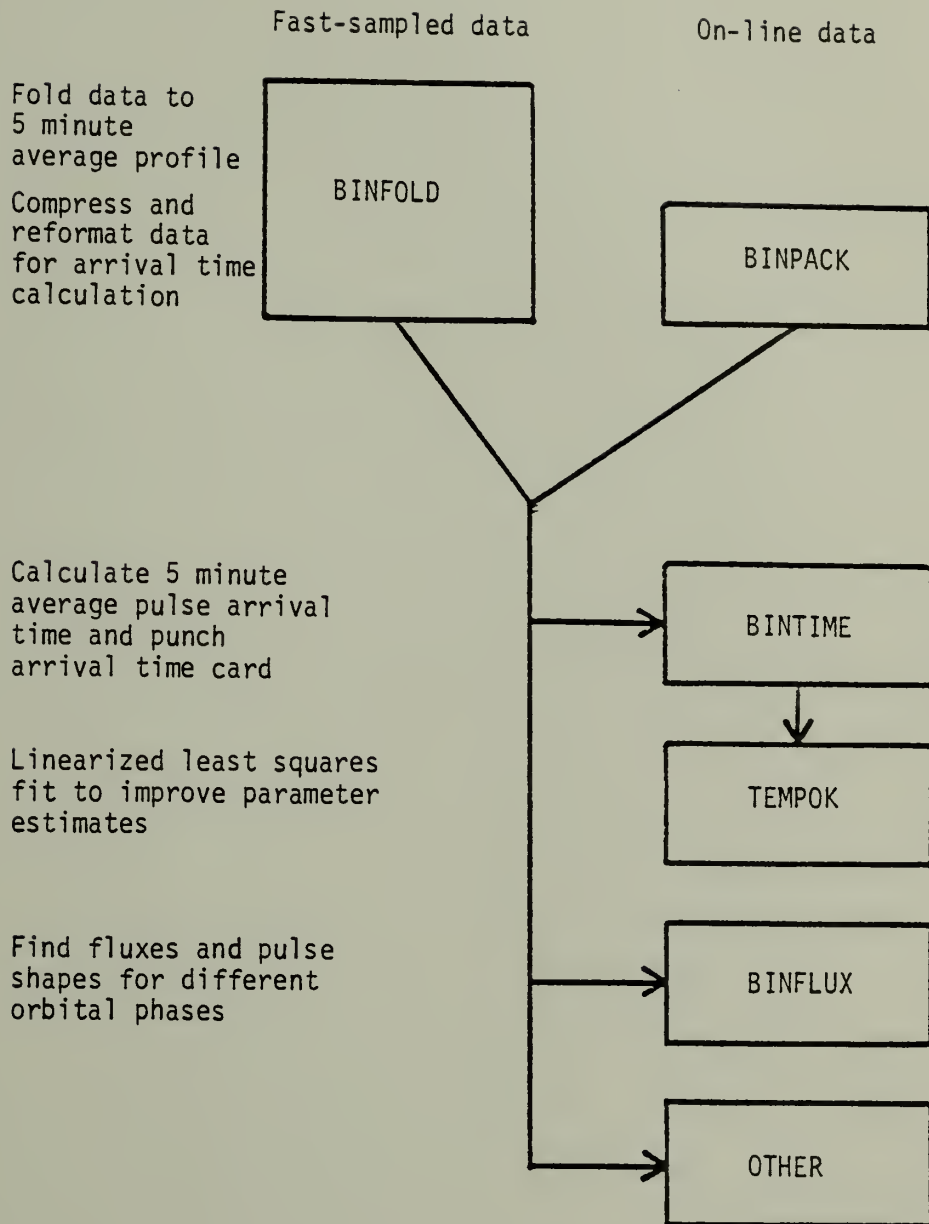 Fast-sampled data
On-line data
Fold data to
5 minute
average profile
Compress and
reformat data
for arrival time
calculation
BINFOLD
BINPACK
Calculate 5 minute
average pulse arrival
time and punch
arrival time card
BINTIME
Linearized least squares
fit to improve parameter
estimates
TEMPOK
Find fluxes and pulse
shapes for different
orbital phases
BINFLUX
OTHER